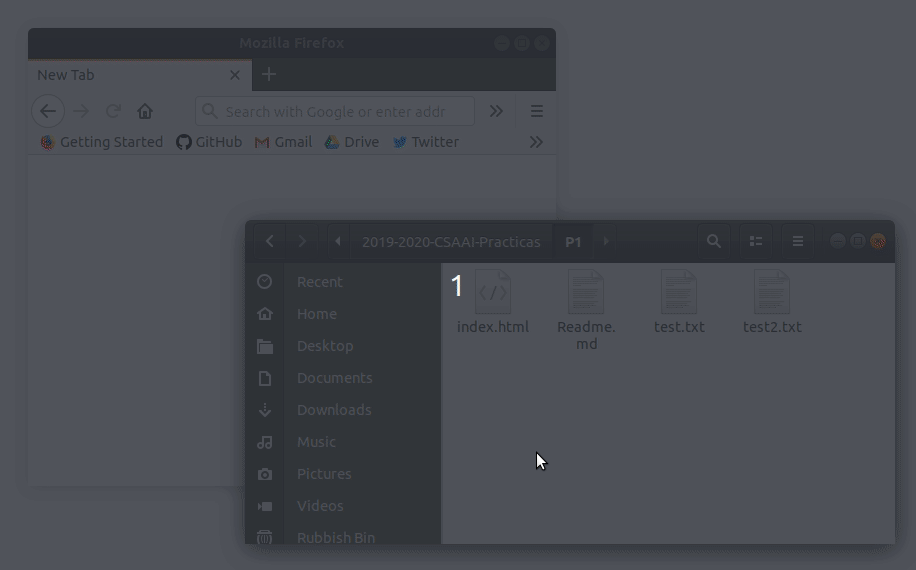 Mozilla Firefox
New Tab
Search with Google or enter addr
Getting Started GitHub Gmail Drive Twitter
2019-2020-CSAAI-Practicas P1
Recent
Home
Desktop
Documents
Downloads
Music
Pictures
Videos
Rubbish Bin
1
index.html
Readme.
md
test.txt
test2.txt